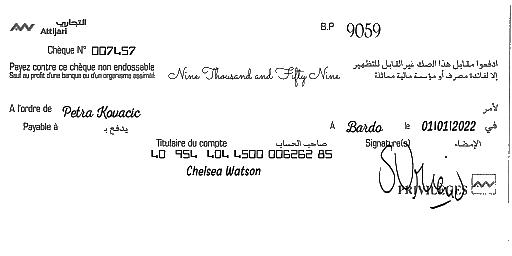 التجاري
Attijari
B.P 9059
Chèque N° 007457
Payez contre ce chèque non endossable
Sauf au profit d'une banque ou d'un organisme assimilé
Nine Thousand and Fifty Nine
ادفعوا مقابل هذا الصك غير القابل للتظهير
إلا لفائدة مصرف أو مؤسسة مالية مماثلة
A l'ordre de Petra Kovacic لأمر
Payable à يدفع بـ
A Bardo le 01/01/2022 في
Titulaire du compte صاحب الحساب
Signature(s) الإمضاء
40 954 404 4500 006262 85
Chelsea Watson
PRIVILEGES